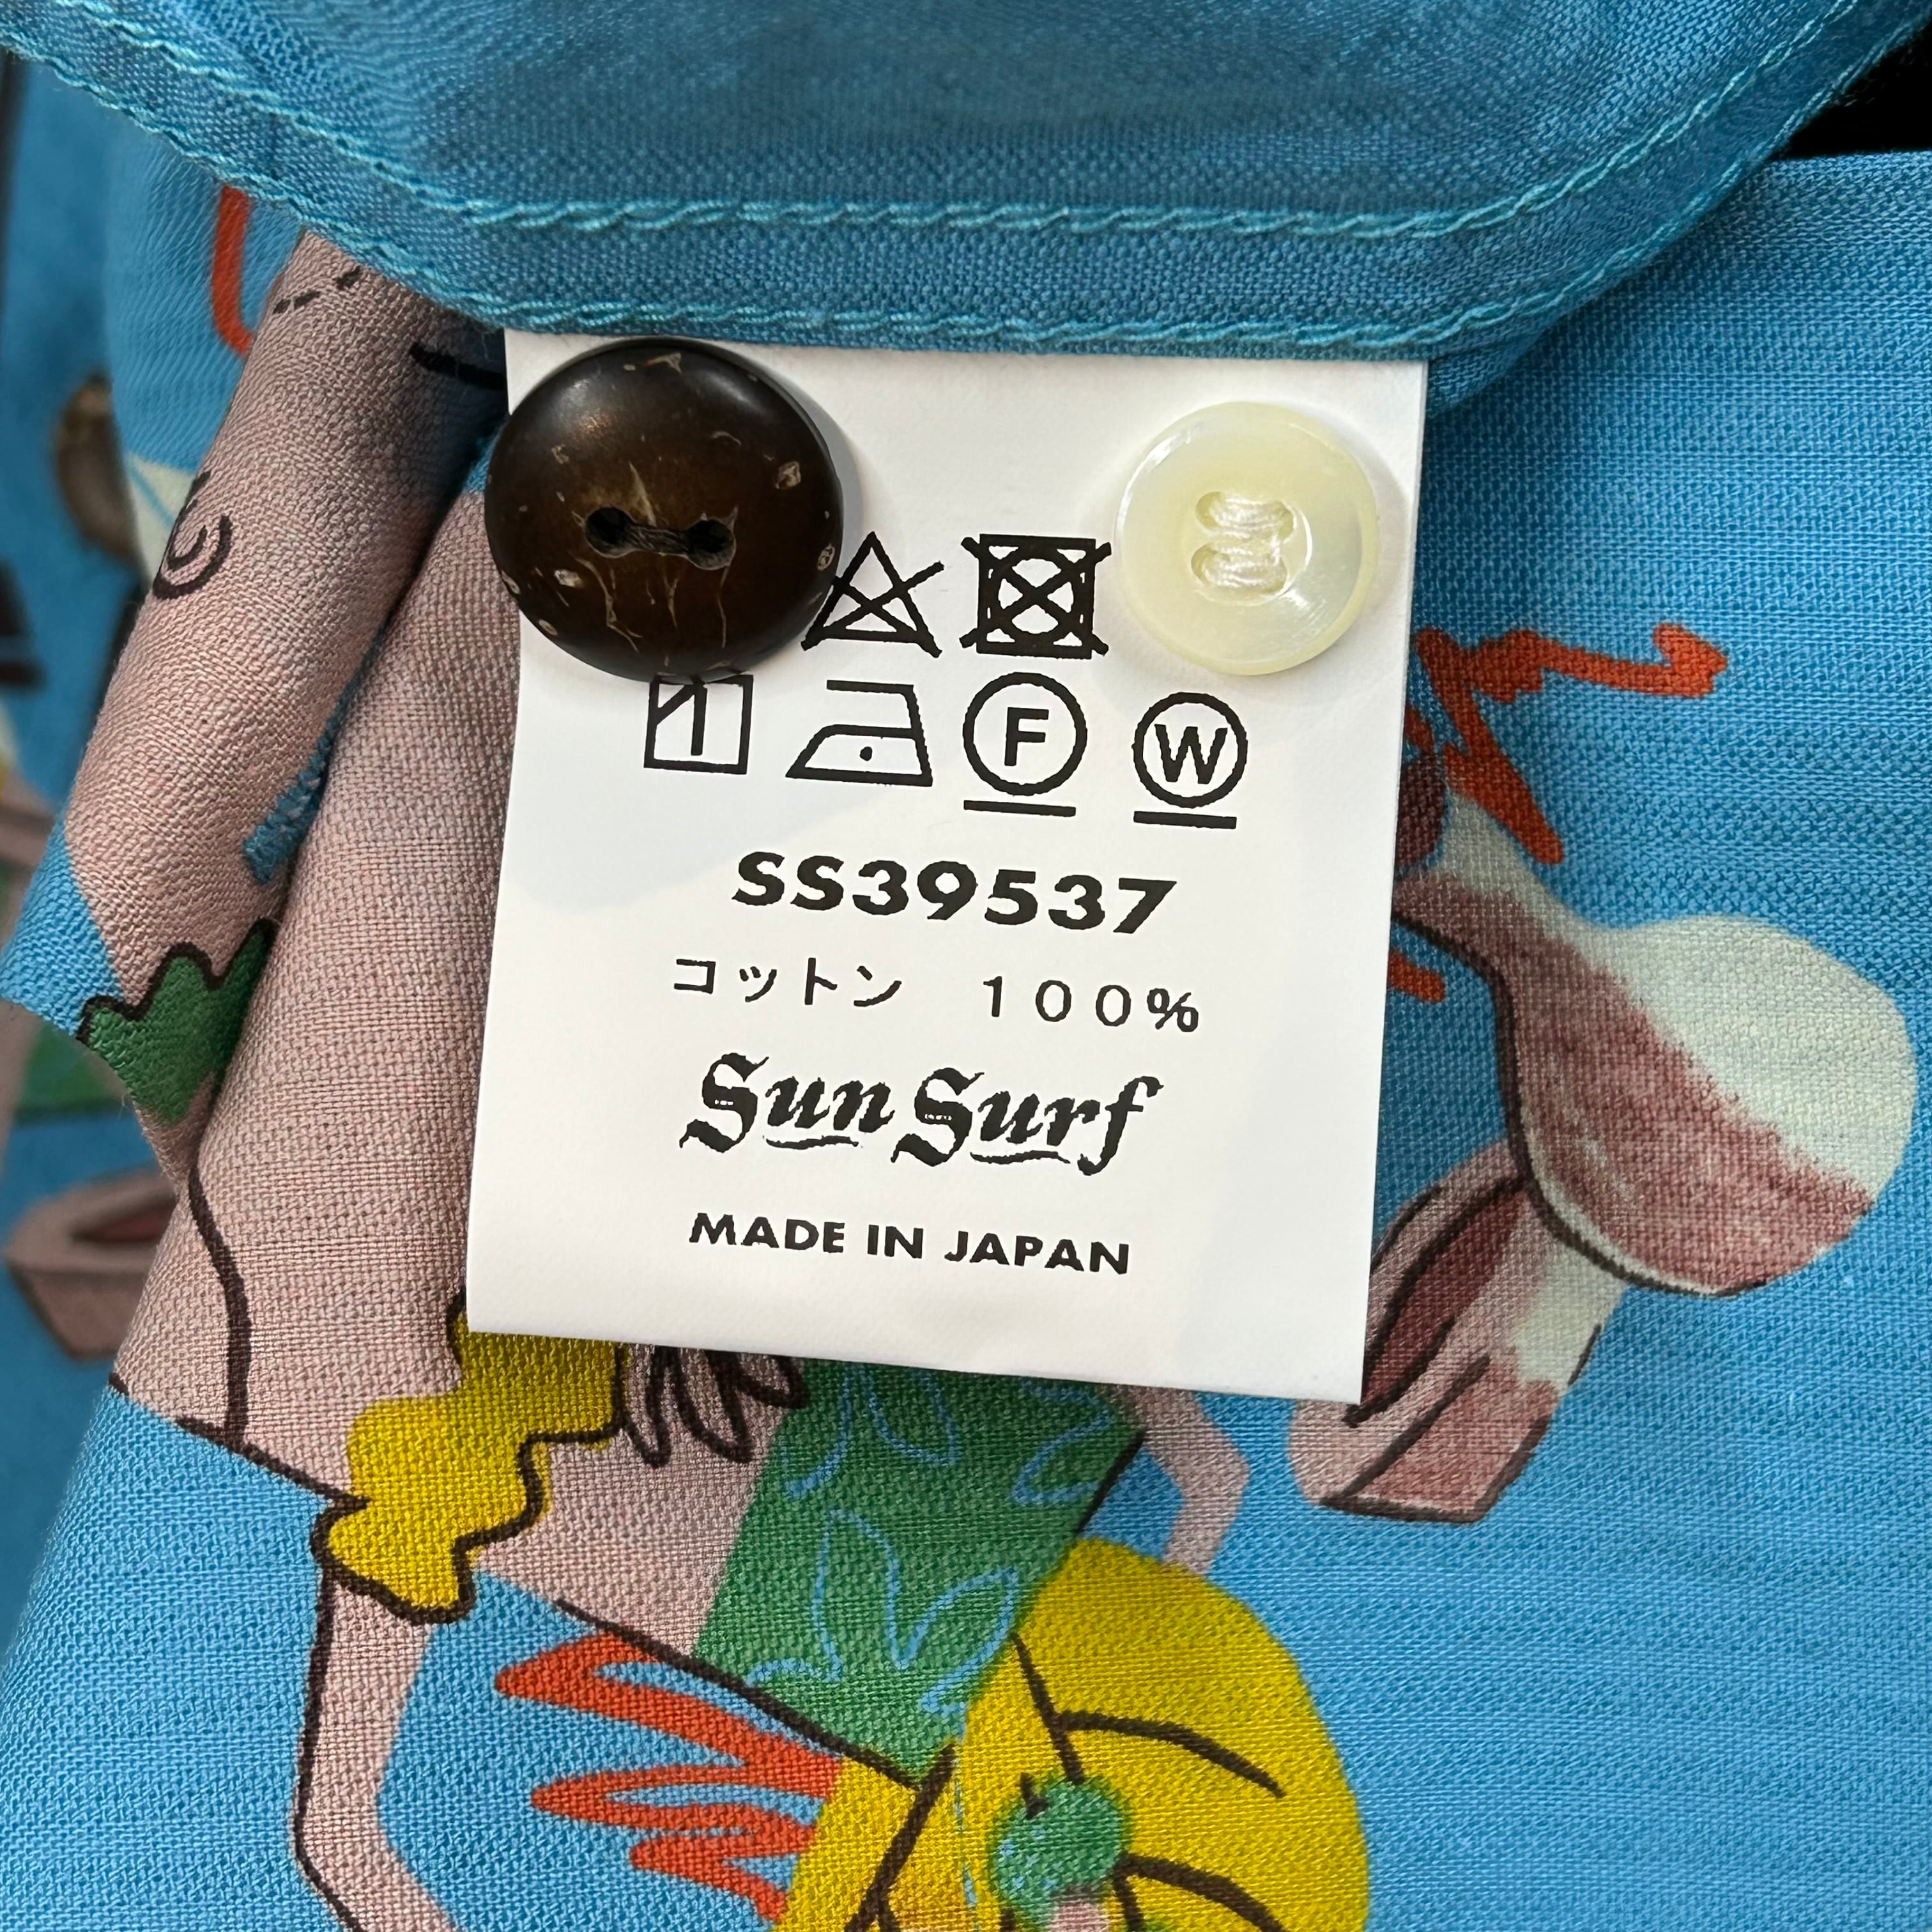 F W
SS39537
コットン　１００％
Sun Surf
MADE IN JAPAN